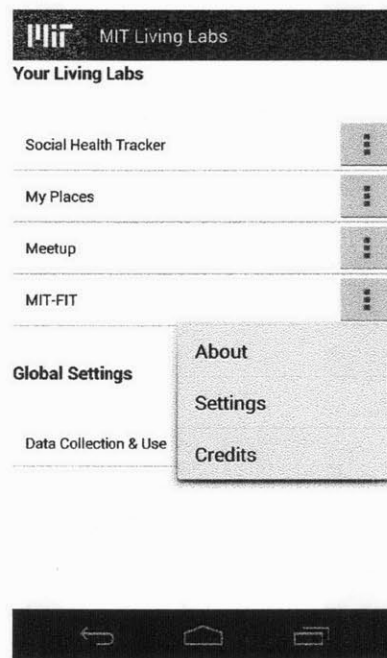 MIT MIT Living Labs
Your Living Labs
Social Health Tracker
My Places
Meetup
MIT-FIT
About
Global Settings
Settings
Data Collection & Use
Credits